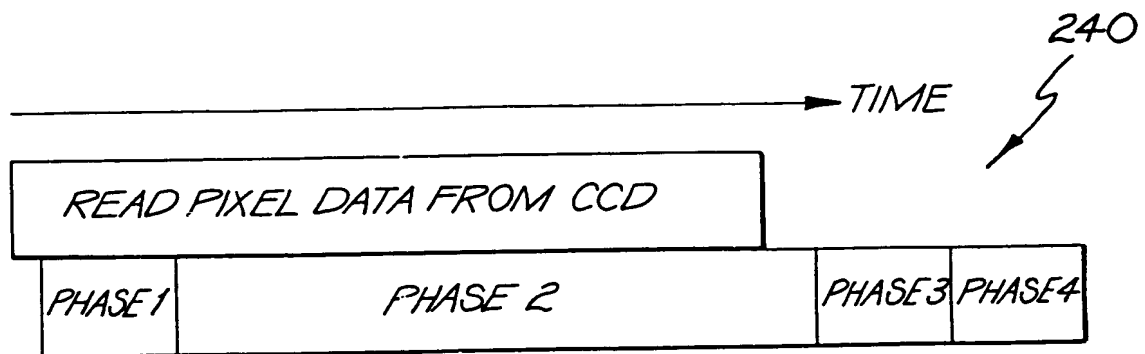 240
TIME
READ PIXEL DATA FROM CCD
PHASE 1 PHASE 2 PHASE 3 PHASE 4